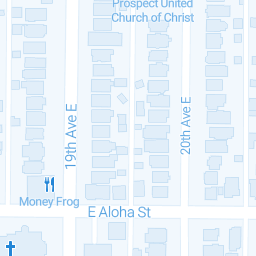 Prospect United
Church of Christ
19th Ave E
20th Ave E
Money Frog
E Aloha St